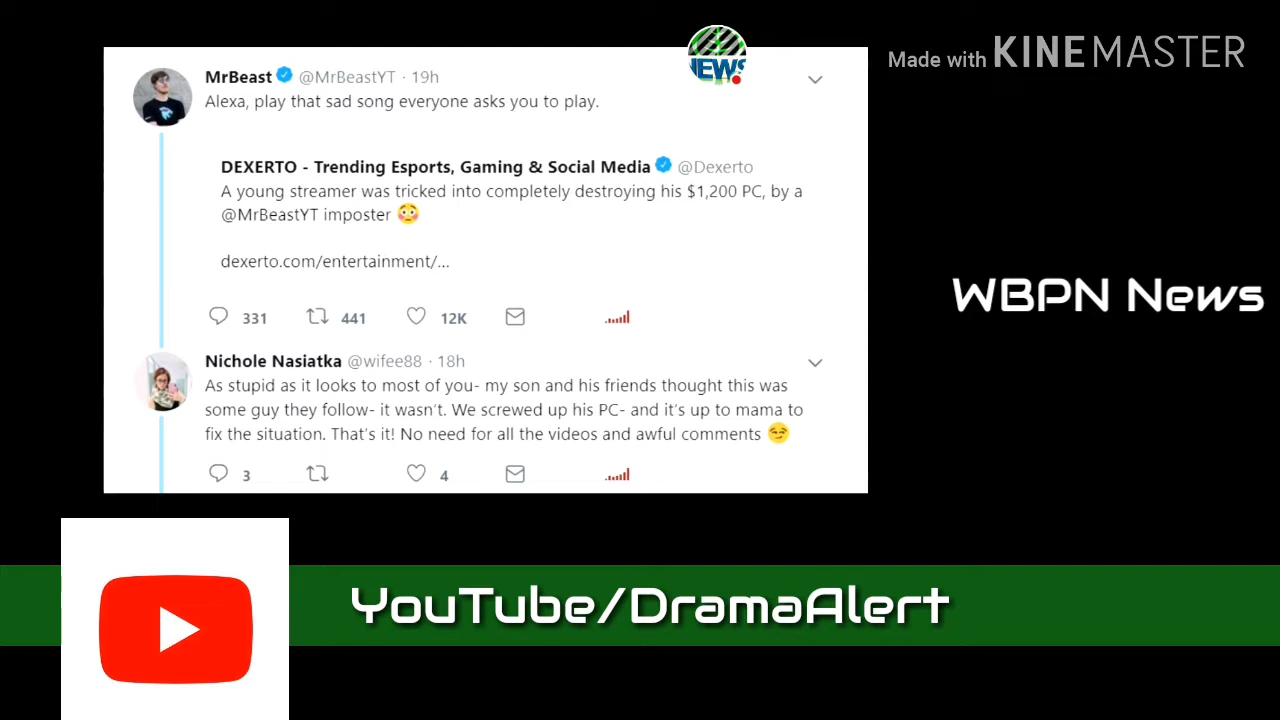 Made with KINEMASTER
NEWS
MrBeast @MrBeastYT · 19h
Alexa, play that sad song everyone asks you to play.
DEXERTO - Trending Esports, Gaming & Social Media @Dexerto
A young streamer was tricked into completely destroying his $1,200 PC, by a
@MrBeastYT imposter 😳
dexerto.com/entertainment/...
331 441 12K
Nichole Nasiatka @wifee88 · 18h
As stupid as it looks to most of you- my son and his friends thought this was
some guy they follow- it wasn't. We screwed up his PC- and it's up to mama to
fix the situation. That's it! No need for all the videos and awful comments 😏
3 4
WBPN News
YouTube/DramaAlert